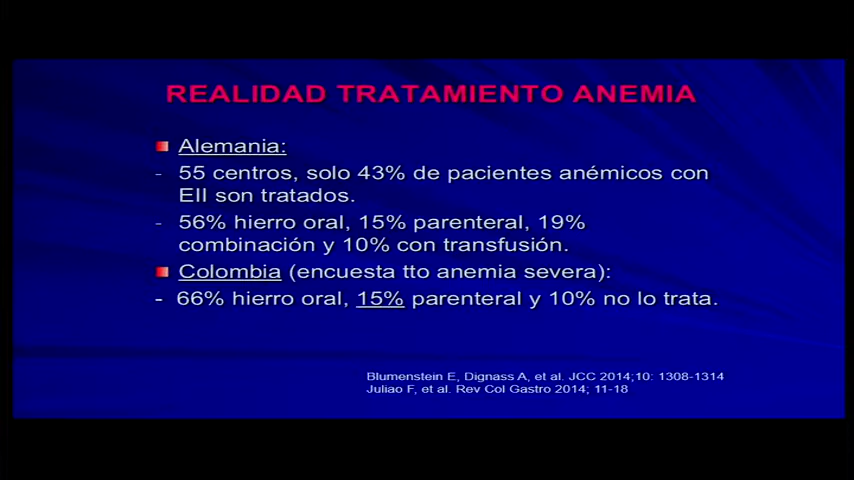 REALIDAD TRATAMIENTO ANEMIA
Alemania:
- 55 centros, solo 43% de pacientes anémicos con
EII son tratados.
- 56% hierro oral, 15% parenteral, 19%
combinación y 10% con transfusión.
Colombia (encuesta tto anemia severa):
- 66% hierro oral, 15% parenteral y 10% no lo trata.
Blumenstein E, Dignass A, et al. JCC 2014;10: 1308-1314
Juliao F, et al. Rev Col Gastro 2014; 11-18